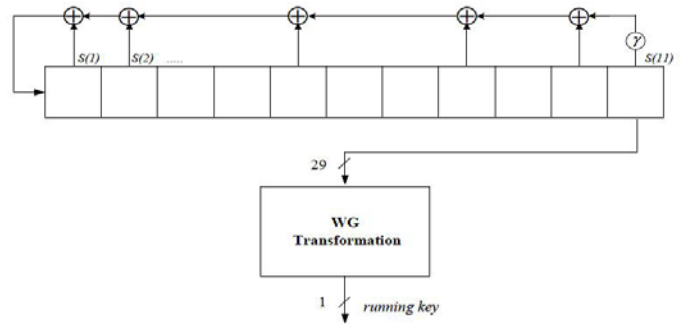 γ
S(1) S(2) ..... S(11)
29
WG
Transformation
1 running key